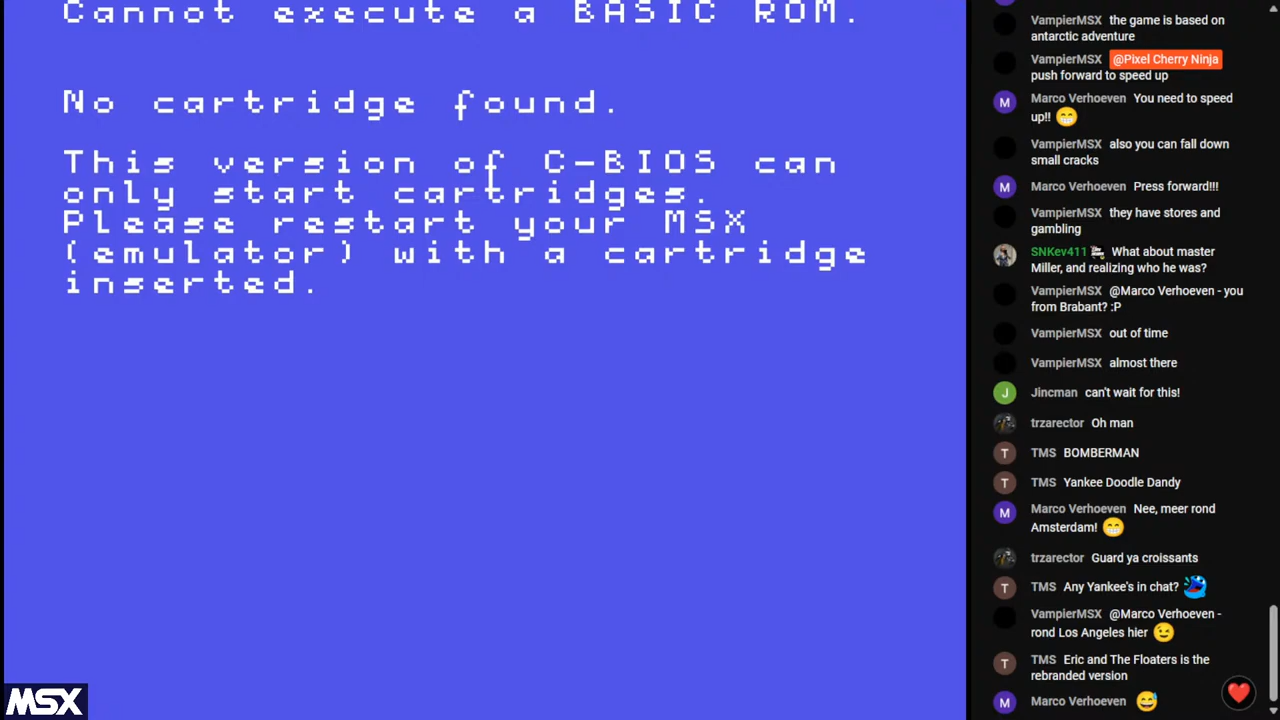 Cannot execute a BASIC ROM.
No cartridge found.
This version of C-BIOS can
only start cartridges.
Please restart your MSX
(emulator) with a cartridge
inserted.
MSX
VampierMSX the game is based on
antarctic adventure
VampierMSX @Pixel Cherry Ninja
push forward to speed up
M Marco Verhoeven You need to speed
up!! 😁
VampierMSX also you can fall down
small cracks
M Marco Verhoeven Press forward!!!
VampierMSX they have stores and
gambling
SNKev411 What about master
Miller, and realizing who he was?
VampierMSX @Marco Verhoeven - you
from Brabant? :P
VampierMSX out of time
VampierMSX almost there
J Jincman can't wait for this!
trzarector Oh man
T TMS BOMBERMAN
T TMS Yankee Doodle Dandy
M Marco Verhoeven Nee, meer rond
Amsterdam! 😁
trzarector Guard ya croissants
T TMS Any Yankee's in chat?
VampierMSX @Marco Verhoeven -
rond Los Angeles hier 😉
T TMS Eric and The Floaters is the
rebranded version
M Marco Verhoeven 😅